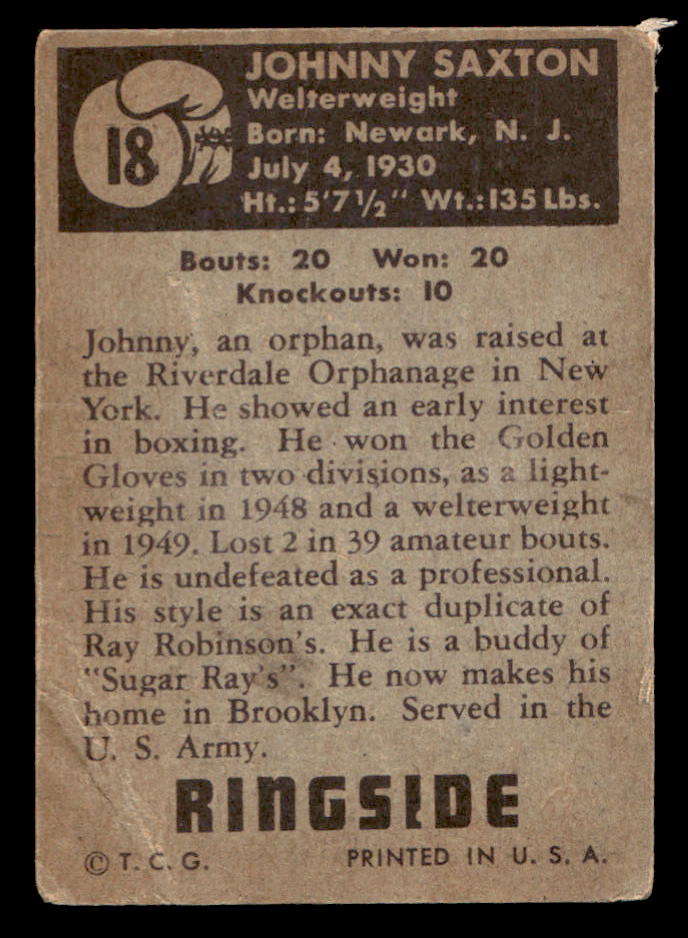 18
JOHNNY SAXTON
Welterweight
Born: Newark, N. J.
July 4, 1930
Ht.: 5'7 1/2" Wt.: 135 Lbs.
Bouts: 20 Won: 20
Knockouts: 10
Johnny, an orphan, was raised at
the Riverdale Orphanage in New
York. He showed an early interest
in boxing. He won the Golden
Gloves in two divisions, as a light-
weight in 1948 and a welterweight
in 1949. Lost 2 in 39 amateur bouts.
He is undefeated as a professional.
His style is an exact duplicate of
Ray Robinson's. He is a buddy of
"Sugar Ray's". He now makes his
home in Brooklyn. Served in the
U. S. Army.
RINGSIDE
© T. C. G. PRINTED IN U. S. A.